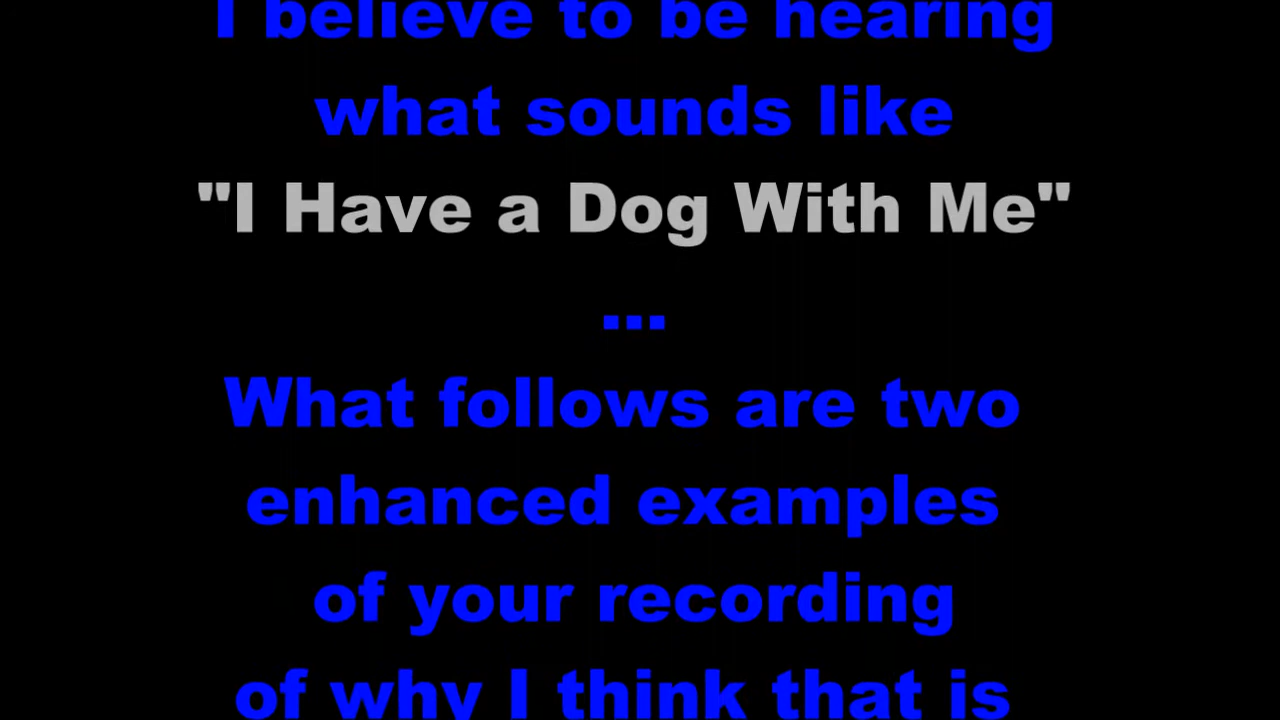 I believe to be hearing
what sounds like
"I Have a Dog With Me"
...
What follows are two
enhanced examples
of your recording
of why I think that is